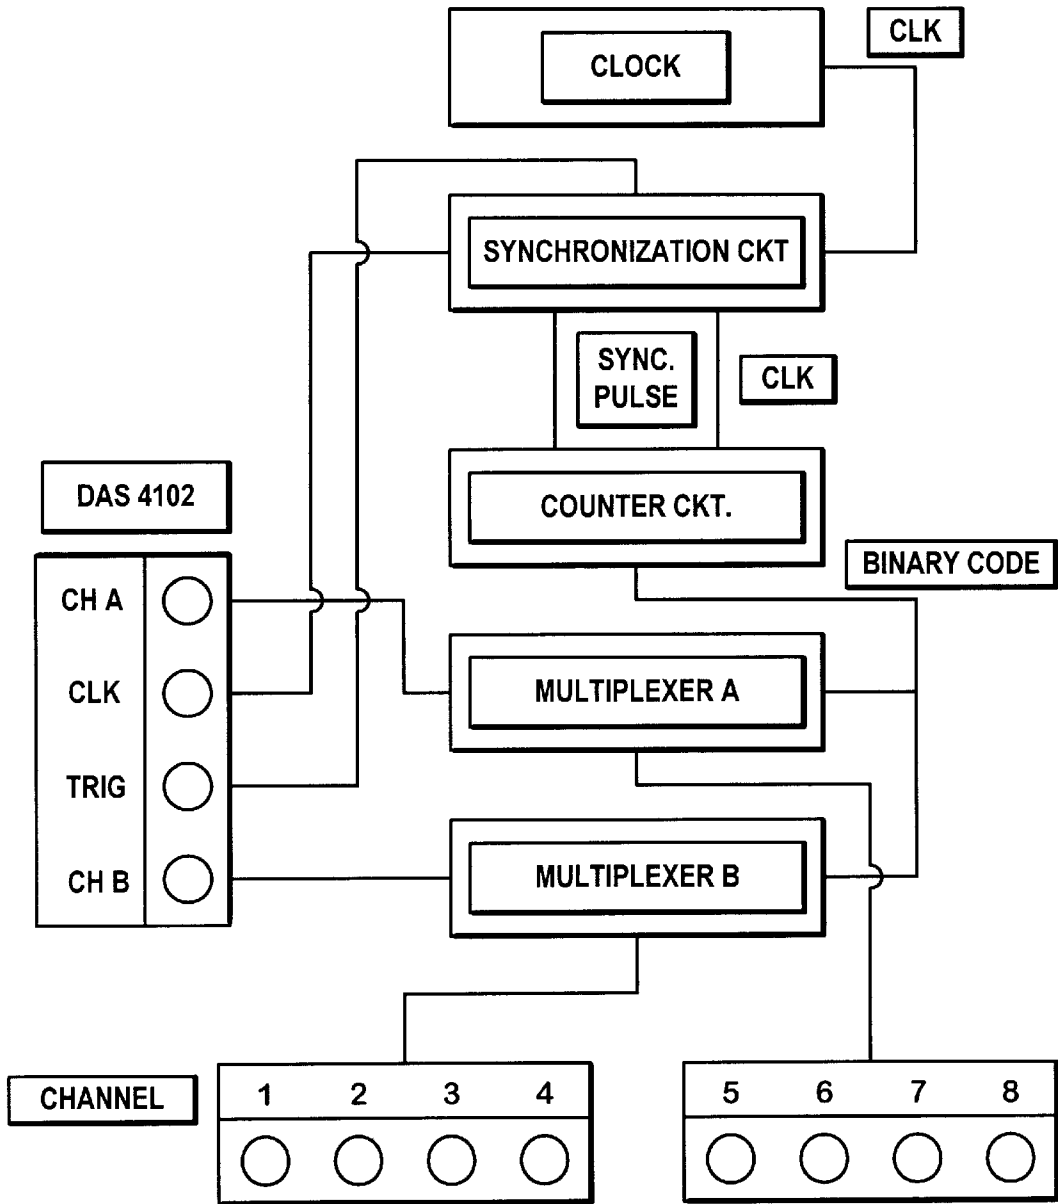 CLOCK
CLK
SYNCHRONIZATION CKT
SYNC.
PULSE
CLK
DAS 4102
COUNTER CKT.
BINARY CODE
CH A
CLK
TRIG
CH B
MULTIPLEXER A
MULTIPLEXER B
CHANNEL
1 2 3 4
5 6 7 8